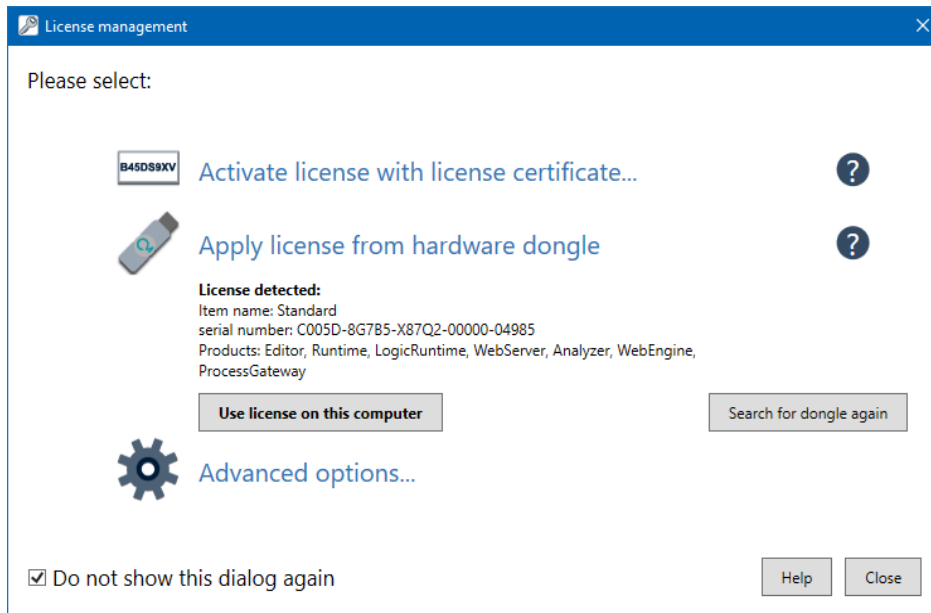 License management
Please select:
B45DS9XV
Activate license with license certificate...
?
Apply license from hardware dongle
?
License detected:
Item name: Standard
serial number: C005D-8G7B5-X87Q2-00000-04985
Products: Editor, Runtime, LogicRuntime, WebServer, Analyzer, WebEngine,
ProcessGateway
Use license on this computer
Search for dongle again
Advanced options...
Do not show this dialog again
Help
Close